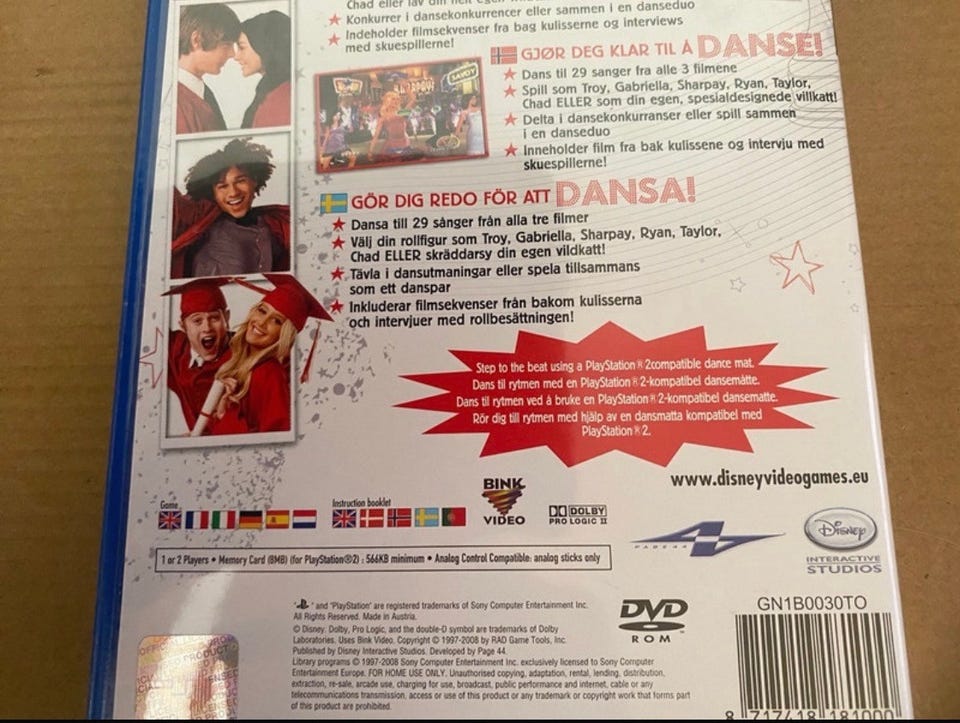 Chad eller lav din helt egen
• Konkurrer i dansekonkurrencer eller sammen i en danseduo
Indeholder filmsekvenser fra bag kulisserne og interviews
med skuespillerne!
GJØR DEG KLAR TIL Å DANSE!
Dans til 29 sanger fra alle 3 filmene
Spill som Troy, Gabriella, Sharpay, Ryan, Taylor,
Chad ELLER som din egen, spesialdesignede villkatt!
Delta i dansekonkurranser eller spill sammen
i en danseduo
Inneholder film fra bak kulissene og intervju med
skuespillerne!
SAVOY
GÖR DIG REDO FÖR ATT DANSA!
Dansa till 29 sånger från alla tre filmer
Välj din rollfigur som Troy, Gabriella, Sharpay, Ryan, Taylor,
Chad ELLER skräddarsy din egen vildkatt!
Tävla i dansutmaningar eller spela tillsammans
som ett danspar
Inkluderar filmsekvenser från bakom kulisserna
och intervjuer med rollbesättningen!
Step to the beat using a PlayStation®2compatible dance mat.
Dans til rytmen med en PlayStation®2-kompatibel dansemåtte.
Dans til rytmen ved å bruke en PlayStation®2-kompatibel dansematte.
Rör dig till rytmen med hjälp av en dansmatta kompatibel med
PlayStation®2.
www.disneyvideogames.eu
Game
Instruction booklet
BINK
VIDEO
DOLBY
PRO LOGIC II
PAGE44
Disney
INTERACTIVE
STUDIOS
1 or 2 Players • Memory Card (8MB) (for PlayStation®2) : 566KB minimum • Analog Control Compatible: analog sticks only
" and "PlayStation" are registered trademarks of Sony Computer Entertainment Inc.
All Rights Reserved. Made in Austria.
© Disney. Dolby, Pro Logic, and the double-D symbol are trademarks of Dolby
Laboratories. Uses Bink Video. Copyright © 1997-2008 by RAD Game Tools, Inc.
Published by Disney Interactive Studios. Developed by Page 44.
Library programs © 1997-2008 Sony Computer Entertainment Inc. exclusively licensed to Sony Computer
Entertainment Europe. FOR HOME USE ONLY. Unauthorised copying, adaptation, rental, lending, distribution,
extraction, re-sale, arcade use, charging for use, broadcast, public performance and internet, cable or any
telecommunications transmission, access or use of this product or any trademark or copyright work that forms part
of this product are prohibited.
DVD
ROM
GN1B0030TO
8 717418 181000